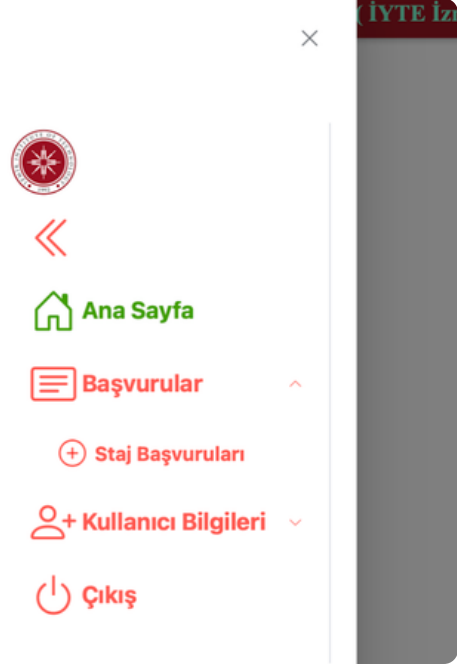 ( İYTE İz
Ana Sayfa
Başvurular
Staj Başvuruları
Kullanıcı Bilgileri
Çıkış